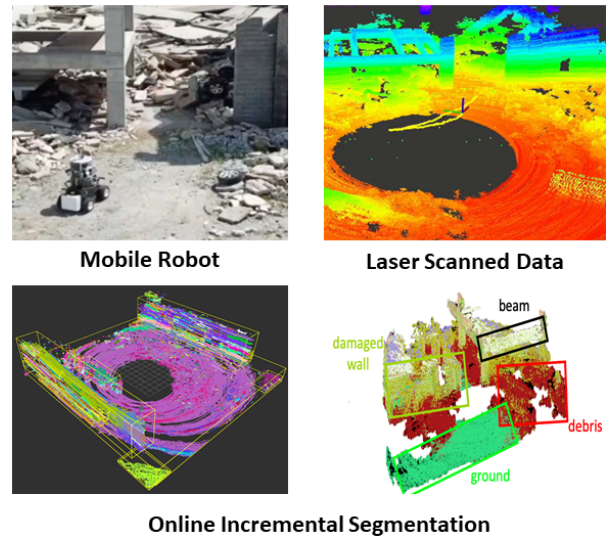 Mobile Robot
Laser Scanned Data
beam
damaged
wall
debris
ground
Online Incremental Segmentation